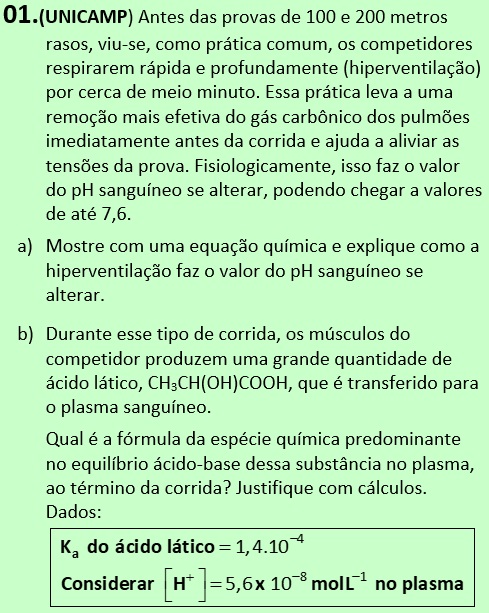 01.(UNICAMP) Antes das provas de 100 e 200 metros
rasos, viu-se, como prática comum, os competidores
respirarem rápida e profundamente (hiperventilação)
por cerca de meio minuto. Essa prática leva a uma
remoção mais efetiva do gás carbônico dos pulmões
imediatamente antes da corrida e ajuda a aliviar as
tensões da prova. Fisiologicamente, isso faz o valor
do pH sanguíneo se alterar, podendo chegar a valores
de até 7,6.
a) Mostre com uma equação química e explique como a
hiperventilação faz o valor do pH sanguíneo se
alterar.
b) Durante esse tipo de corrida, os músculos do
competidor produzem uma grande quantidade de
ácido lático, CH₃CH(OH)COOH, que é transferido para
o plasma sanguíneo.
Qual é a fórmula da espécie química predominante
no equilíbrio ácido-base dessa substância no plasma,
ao término da corrida? Justifique com cálculos.
Dados:
Kₐ do ácido lático = 1,4.10⁻⁴
Considerar [H⁺] = 5,6 x 10⁻⁸ molL⁻¹ no plasma